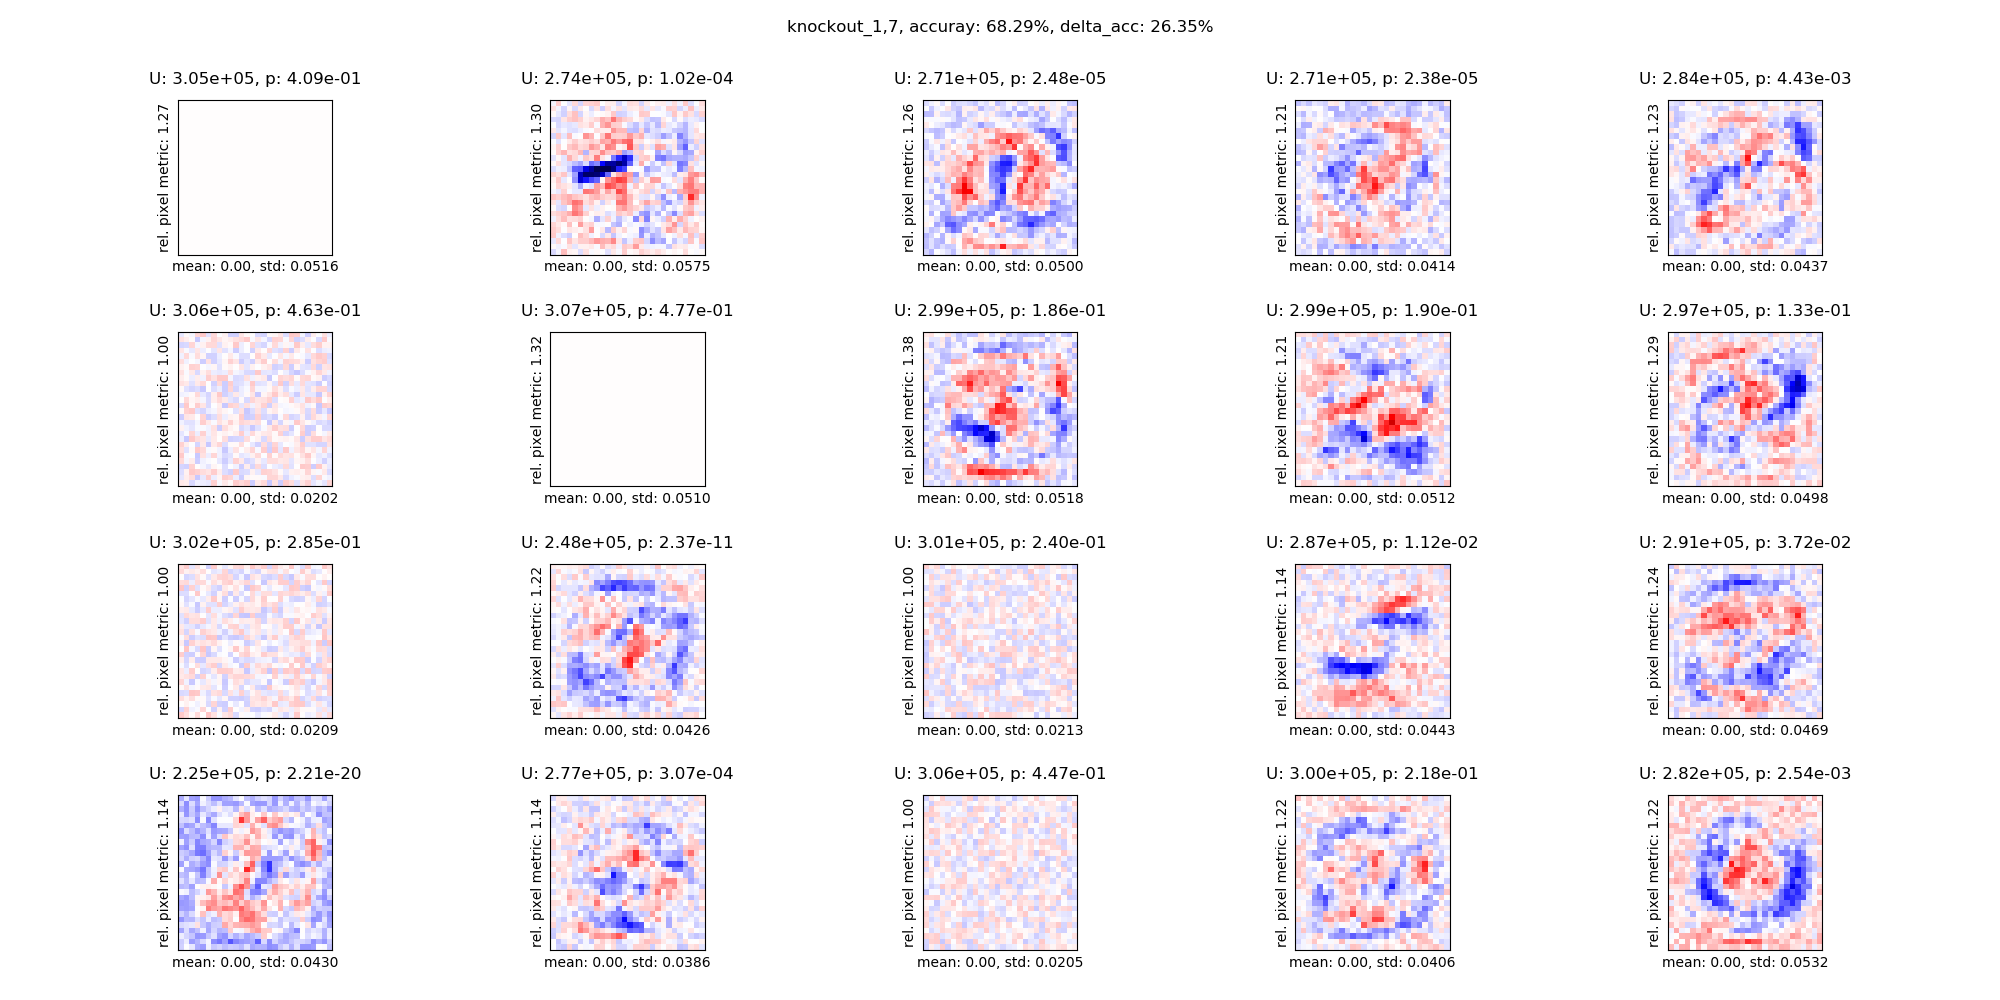 knockout_1,7, accuray: 68.29%, delta_acc: 26.35%
U: 3.05e+05, p: 4.09e-01
rel. pixel metric: 1.27
mean: 0.00, std: 0.0516
U: 2.74e+05, p: 1.02e-04
rel. pixel metric: 1.30
mean: 0.00, std: 0.0575
U: 2.71e+05, p: 2.48e-05
rel. pixel metric: 1.26
mean: 0.00, std: 0.0500
U: 2.71e+05, p: 2.38e-05
rel. pixel metric: 1.21
mean: 0.00, std: 0.0414
U: 2.84e+05, p: 4.43e-03
rel. pixel metric: 1.23
mean: 0.00, std: 0.0437
U: 3.06e+05, p: 4.63e-01
rel. pixel metric: 1.00
mean: 0.00, std: 0.0202
U: 3.07e+05, p: 4.77e-01
rel. pixel metric: 1.32
mean: 0.00, std: 0.0510
U: 2.99e+05, p: 1.86e-01
rel. pixel metric: 1.38
mean: 0.00, std: 0.0518
U: 2.99e+05, p: 1.90e-01
rel. pixel metric: 1.21
mean: 0.00, std: 0.0512
U: 2.97e+05, p: 1.33e-01
rel. pixel metric: 1.29
mean: 0.00, std: 0.0498
U: 3.02e+05, p: 2.85e-01
rel. pixel metric: 1.00
mean: 0.00, std: 0.0209
U: 2.48e+05, p: 2.37e-11
rel. pixel metric: 1.22
mean: 0.00, std: 0.0426
U: 3.01e+05, p: 2.40e-01
rel. pixel metric: 1.00
mean: 0.00, std: 0.0213
U: 2.87e+05, p: 1.12e-02
rel. pixel metric: 1.14
mean: 0.00, std: 0.0443
U: 2.91e+05, p: 3.72e-02
rel. pixel metric: 1.24
mean: 0.00, std: 0.0469
U: 2.25e+05, p: 2.21e-20
rel. pixel metric: 1.14
mean: 0.00, std: 0.0430
U: 2.77e+05, p: 3.07e-04
rel. pixel metric: 1.14
mean: 0.00, std: 0.0386
U: 3.06e+05, p: 4.47e-01
rel. pixel metric: 1.00
mean: 0.00, std: 0.0205
U: 3.00e+05, p: 2.18e-01
rel. pixel metric: 1.22
mean: 0.00, std: 0.0406
U: 2.82e+05, p: 2.54e-03
rel. pixel metric: 1.22
mean: 0.00, std: 0.0532